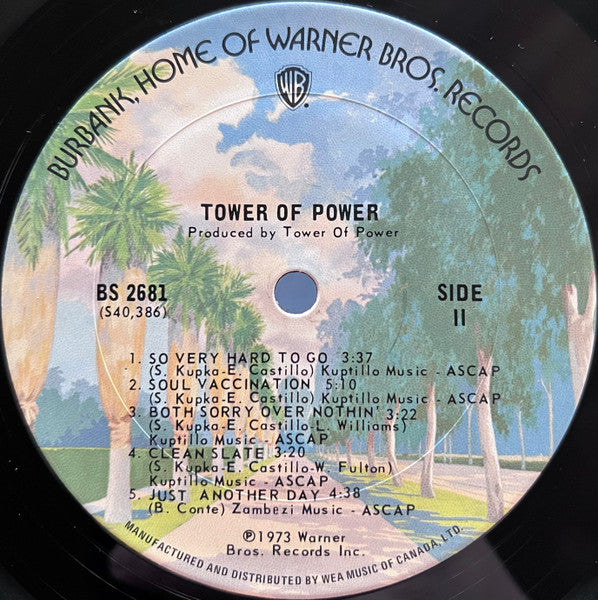 BURBANK, HOME OF WARNER BROS. RECORDS
WB
TOWER OF POWER
Produced by Tower Of Power
BS 2681
(S40,386)
SIDE
II
1. SO VERY HARD TO GO 3:37
(S. Kupka-E. Castillo) Kuptillo Music - ASCAP
2. SOUL VACCINATION 5:10
(S. Kupka-E. Castillo) Kuptillo Music - ASCAP
3. BOTH SORRY OVER NOTHIN' 3:22
(S. Kupka-E. Castillo-L. Williams)
Kuptillo Music - ASCAP
4. CLEAN SLATE 3:20
(S. Kupka-E. Castillo-W. Fulton)
Kuptillo Music - ASCAP
5. JUST ANOTHER DAY 4:38
(B. Conte) Zambezi Music - ASCAP
℗1973 Warner
Bros. Records Inc.
MANUFACTURED AND DISTRIBUTED BY WEA MUSIC OF CANADA, LTD.